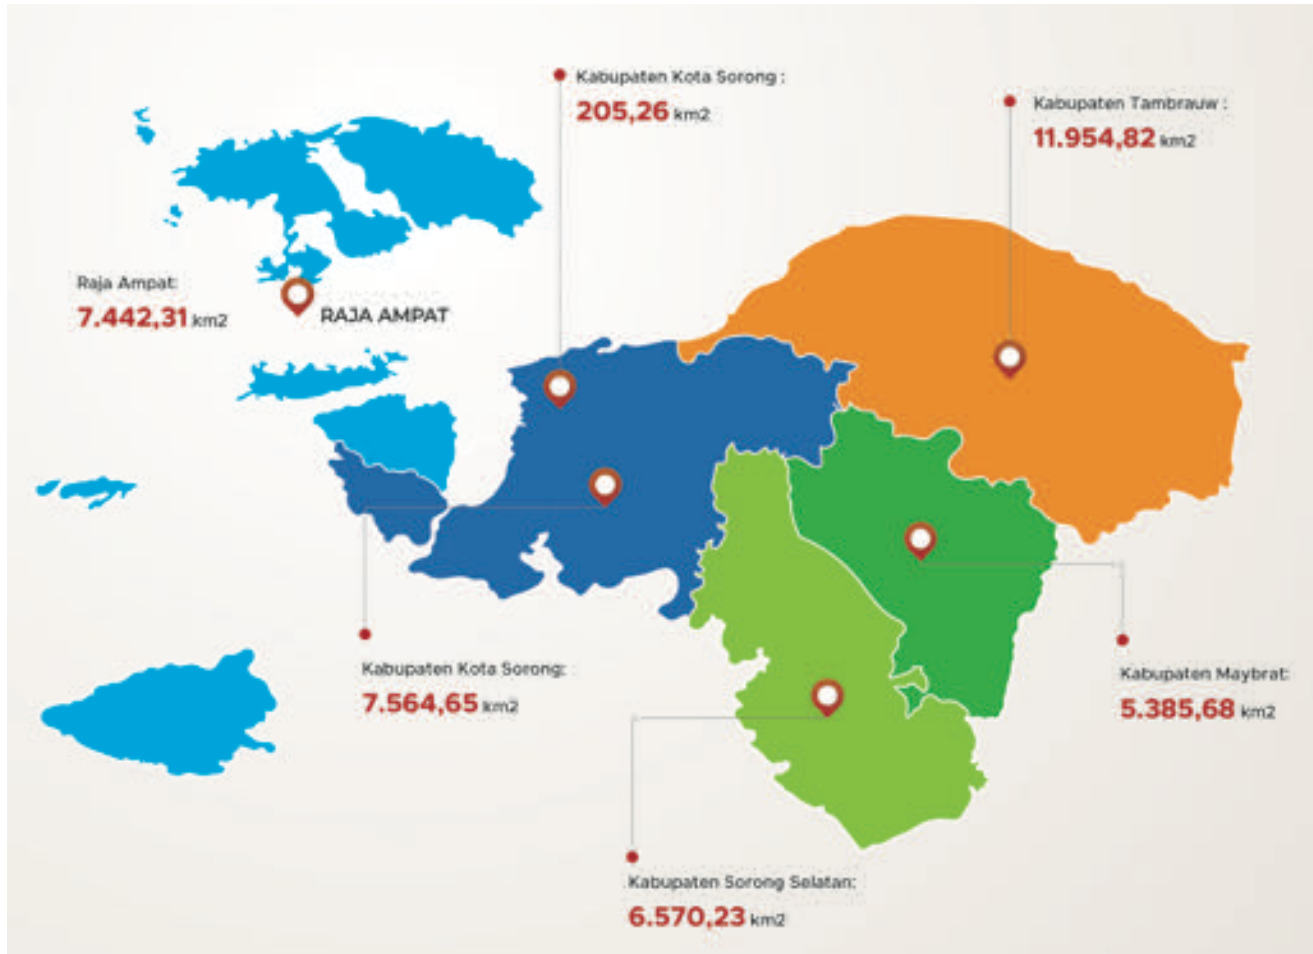 Kabupaten Kota Sorong :
205,26 km2
Kabupaten Tambrauw :
11.954,82 km2
Raja Ampat:
7.442,31 km2
RAJA AMPAT
Kabupaten Kota Sorong:
7.564,65 km2
Kabupaten Maybrat:
5.385,68 km2
Kabupaten Sorong Selatan:
6.570,23 km2